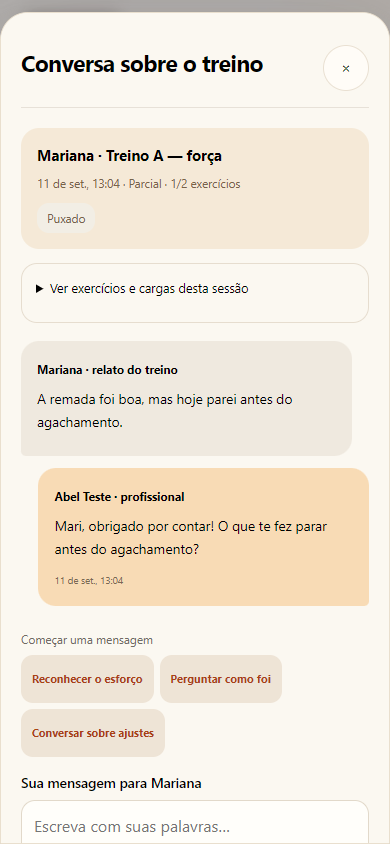 Conversa sobre o treino
×
Mariana · Treino A — força
11 de set., 13:04 · Parcial · 1/2 exercícios
Puxado
▶ Ver exercícios e cargas desta sessão
Mariana · relato do treino
A remada foi boa, mas hoje parei antes do
agachamento.
Abel Teste · profissional
Mari, obrigado por contar! O que te fez parar
antes do agachamento?
11 de set., 13:04
Começar uma mensagem
Reconhecer o esforço
Perguntar como foi
Conversar sobre ajustes
Sua mensagem para Mariana
Escreva com suas palavras...